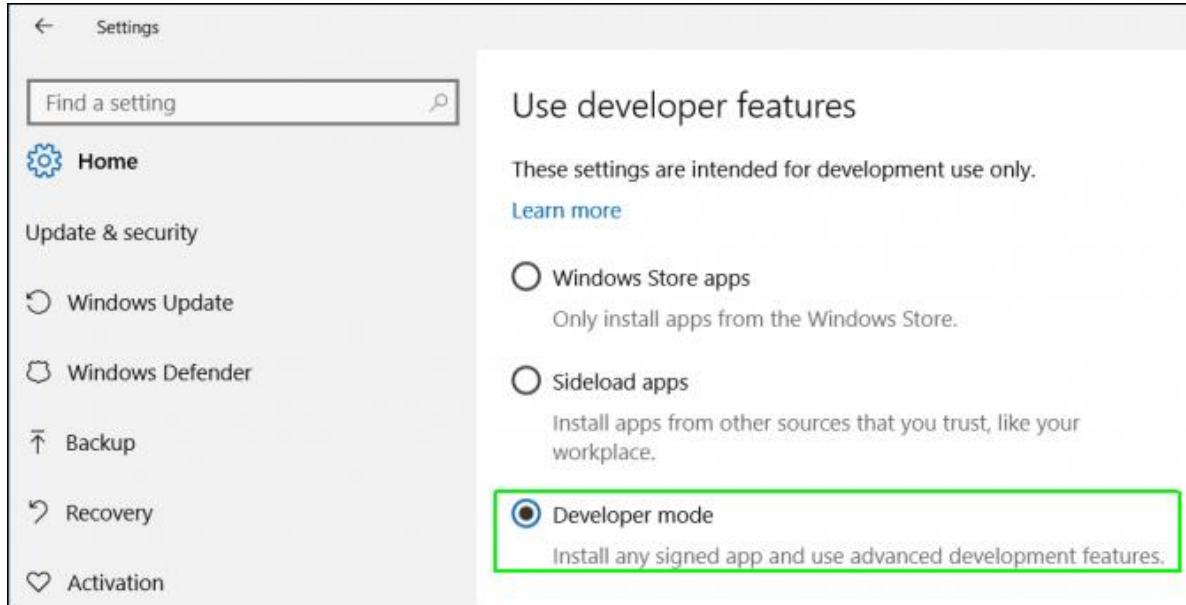 Settings
Find a setting
Home
Update & security
Windows Update
Windows Defender
Backup
Recovery
Activation
Use developer features
These settings are intended for development use only.
Learn more
Windows Store apps
Only install apps from the Windows Store.
Sideload apps
Install apps from other sources that you trust, like your
workplace.
Developer mode
Install any signed app and use advanced development features.